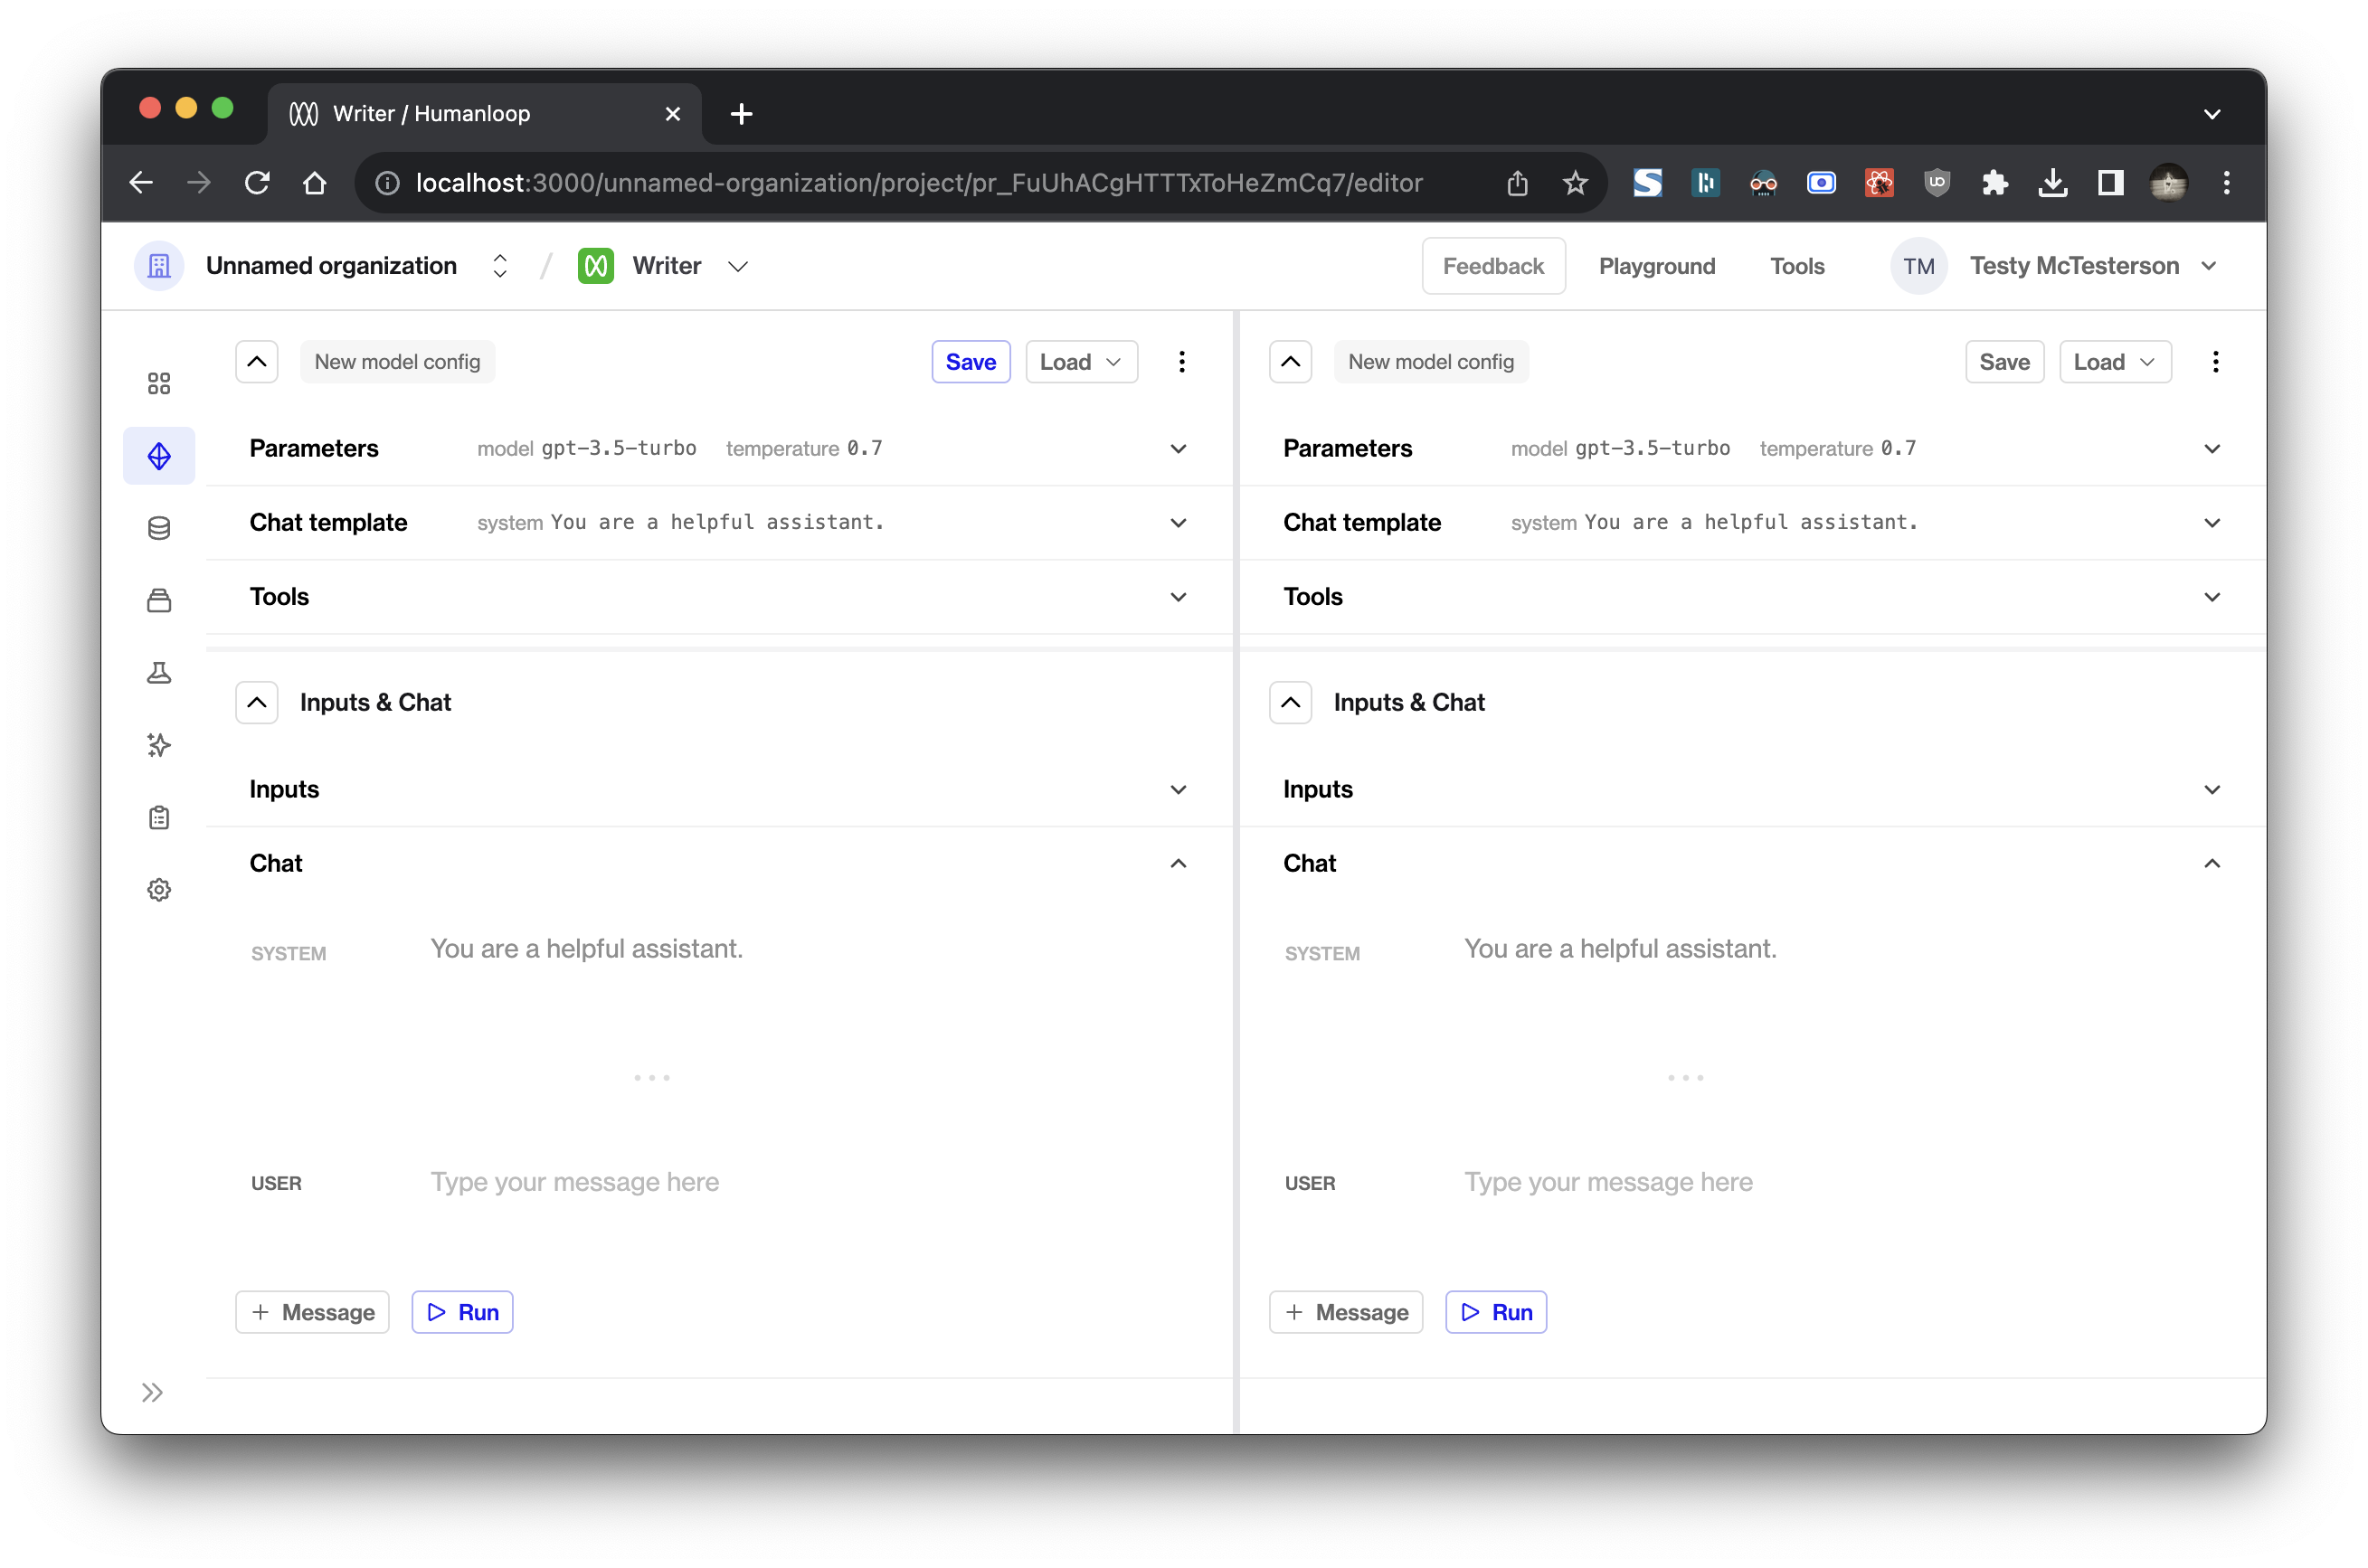 Writer / Humanloop
localhost:3000/unnamed-organization/project/pr_FuUhACgHTTTxToHeZmCq7/editor
Unnamed organization / Writer Feedback Playground Tools TM Testy McTesterson
New model config Save Load
Parameters model gpt-3.5-turbo temperature 0.7
Chat template system You are a helpful assistant.
Tools
Inputs & Chat
Inputs
Chat
SYSTEM You are a helpful assistant.
USER Type your message here
+ Message Run
New model config Save Load
Parameters model gpt-3.5-turbo temperature 0.7
Chat template system You are a helpful assistant.
Tools
Inputs & Chat
Inputs
Chat
SYSTEM You are a helpful assistant.
USER Type your message here
+ Message Run